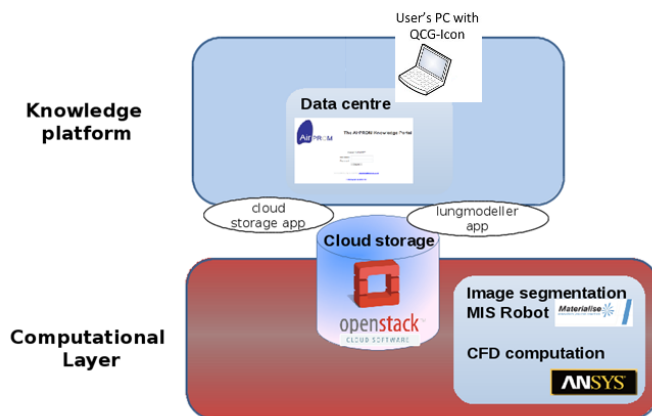 User's PC with
QCG-Icon
Knowledge
platform
Data centre
AirPROM
The AirPROM Knowledge Portal
cloud
storage app
lungmodeller
app
Cloud storage
openstack
CLOUD SOFTWARE
Computational
Layer
Image segmentation
MIS Robot
Materialise
CFD computation
ANSYS